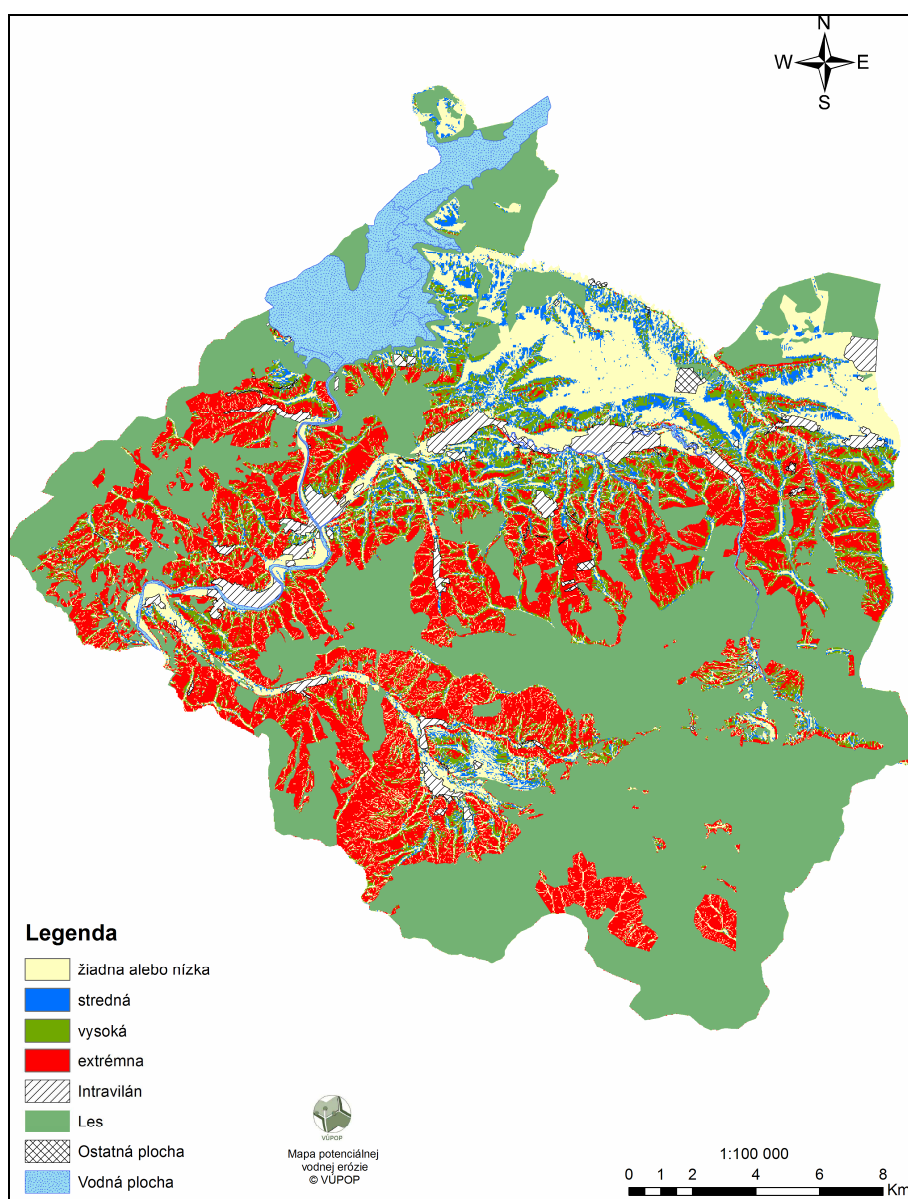 N
W E
S
Legenda
žiadna alebo nízka
stredná
vysoká
extrémna
Intravilán
Les
Ostatná plocha
Vodná plocha
VÚPOP
Mapa potenciálnej
vodnej erózie
© VÚPOP
1:100 000
0 1 2 4 6 8
Km